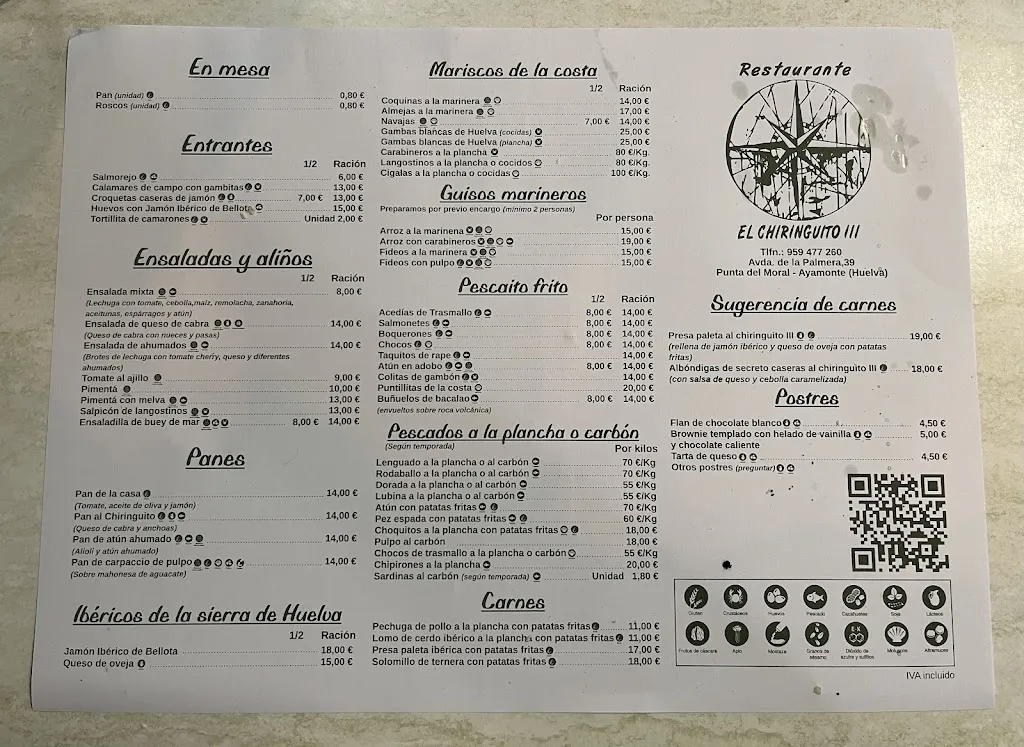 En mesa
Pan (unidad) 0,80 €
Roscos (unidad) 0,80 €
Entrantes
1/2 Ración
Salmorejo 6,00 €
Calamares de campo con gambitas 13,00 €
Croquetas caseras de jamón 7,00 € 13,00 €
Huevos con Jamón Ibérico de Bellota 15,00 €
Tortillita de camarones Unidad 2,00 €
Ensaladas y aliños
1/2 Ración
Ensalada mixta 8,00 €
(Lechuga con tomate, cebolla,maíz, remolacha, zanahoria,
aceitunas, espárragos y atún)
Ensalada de queso de cabra 14,00 €
(Queso de cabra con nueces y pasas)
Ensalada de ahumados 14,00 €
(Brotes de lechuga con tomate cherry, queso y diferentes
ahumados)
Tomate al ajillo 9,00 €
Pimentá 10,00 €
Pimentá con melva 13,00 €
Salpicón de langostinos 13,00 €
Ensaladilla de buey de mar 8,00 € 14,00 €
Panes
Pan de la casa 14,00 €
(Tomate, aceite de oliva y jamón)
Pan al Chiringuito 14,00 €
(Queso de cabra y anchoas)
Pan de atún ahumado 14,00 €
(Alioli y atún ahumado)
Pan de carpaccio de pulpo 14,00 €
(Sobre mahonesa de aguacate)
Ibéricos de la sierra de Huelva
1/2 Ración
Jamón Ibérico de Bellota 18,00 €
Queso de oveja 15,00 €
Mariscos de la costa
1/2 Ración
Coquinas a la marinera 14,00 €
Almejas a la marinera 17,00 €
Navajas 7,00 € 14,00 €
Gambas blancas de Huelva (cocidas) 25,00 €
Gambas blancas de Huelva (plancha) 25,00 €
Carabineros a la plancha 80 €/Kg.
Langostinos a la plancha o cocidos 80 €/Kg.
Cigalas a la plancha o cocidas 100 €/Kg.
Guisos marineros
Preparamos por previo encargo (mínimo 2 personas)
Por persona
Arroz a la marinena 15,00 €
Arroz con carabineros 19,00 €
Fideos a la marinera 15,00 €
Fideos con pulpo 15,00 €
Pescaito frito
1/2 Ración
Acedías de Trasmallo 8,00 € 14,00 €
Salmonetes 8,00 € 14,00 €
Boquerones 8,00 € 14,00 €
Chocos 8,00 € 14,00 €
Taquitos de rape 14,00 €
Atún en adobo 8,00 € 14,00 €
Colitas de gambón 14,00 €
Puntillitas de la costa 20,00 €
Buñuelos de bacalao 8,00 € 14,00 €
(envueltos sobre roca volcánica)
Pescados a la plancha o carbón
(Según temporada) Por kilos
Lenguado a la plancha o al carbón 70 €/Kg
Rodaballo a la plancha o al carbón 70 €/Kg
Dorada a la plancha o al carbón 55 €/Kg
Lubina a la plancha o al carbón 55 €/Kg
Atún con patatas fritas 70 €/Kg
Pez espada con patatas fritas 60 €/Kg
Choquitos a la plancha con patatas fritas 18,00 €
Pulpo al carbón 18,00 €
Chocos de trasmallo a la plancha o carbón 55 €/Kg
Chipirones a la plancha 20,00 €
Sardinas al carbón (según temporada) Unidad 1,80 €
Carnes
Pechuga de pollo a la plancha con patatas fritas 11,00 €
Lomo de cerdo ibérico a la plancha con patatas fritas 11,00 €
Presa paleta ibérica con patatas fritas 17,00 €
Solomillo de ternera con patatas fritas 18,00 €
Restaurante
EL CHIRINGUITO III
Tlfn.: 959 477 260
Avda. de la Palmera,39
Punta del Moral - Ayamonte (Huelva)
Sugerencia de carnes
Presa paleta al chiringuito III 19,00 €
(rellena de jamón ibérico y queso de oveja con patatas
fritas)
Albóndigas de secreto caseras al chiringuito III 18,00 €
(con salsa de queso y cebolla caramelizada)
Postres
Flan de chocolate blanco 4,50 €
Brownie templado con helado de vainilla 5,00 €
y chocolate caliente
Tarta de queso 4,50 €
Otros postres (preguntar)
Gluten Crustáceos Huevos Pescado Cacahuetes Soja Lácteos
Frutos de cáscara Apio Mostaza Granos de sésamo Dióxido de azufre y sulfitos Moluscos Altramuces
IVA incluido